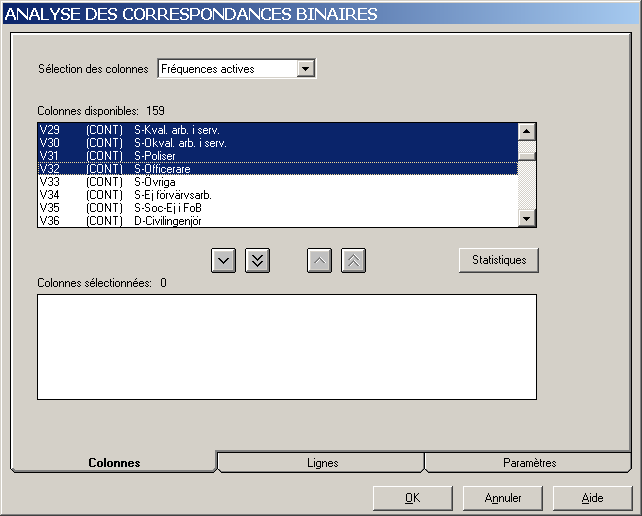 ANALYSE DES CORRESPONDANCES BINAIRES
Sélection des colonnes Fréquences actives
Colonnes disponibles: 159
V29 (CONT) S-Kval. arb. i serv.
V30 (CONT) S-Okval. arb. i serv.
V31 (CONT) S-Poliser
V32 (CONT) S-Officerare
V33 (CONT) S-Övriga
V34 (CONT) S-Ej förvärvsarb.
V35 (CONT) S-Soc-Ej i FoB
V36 (CONT) D-Civilingenjör
Statistiques
Colonnes sélectionnées: 0
Colonnes Lignes Paramètres
OK Annuler Aide